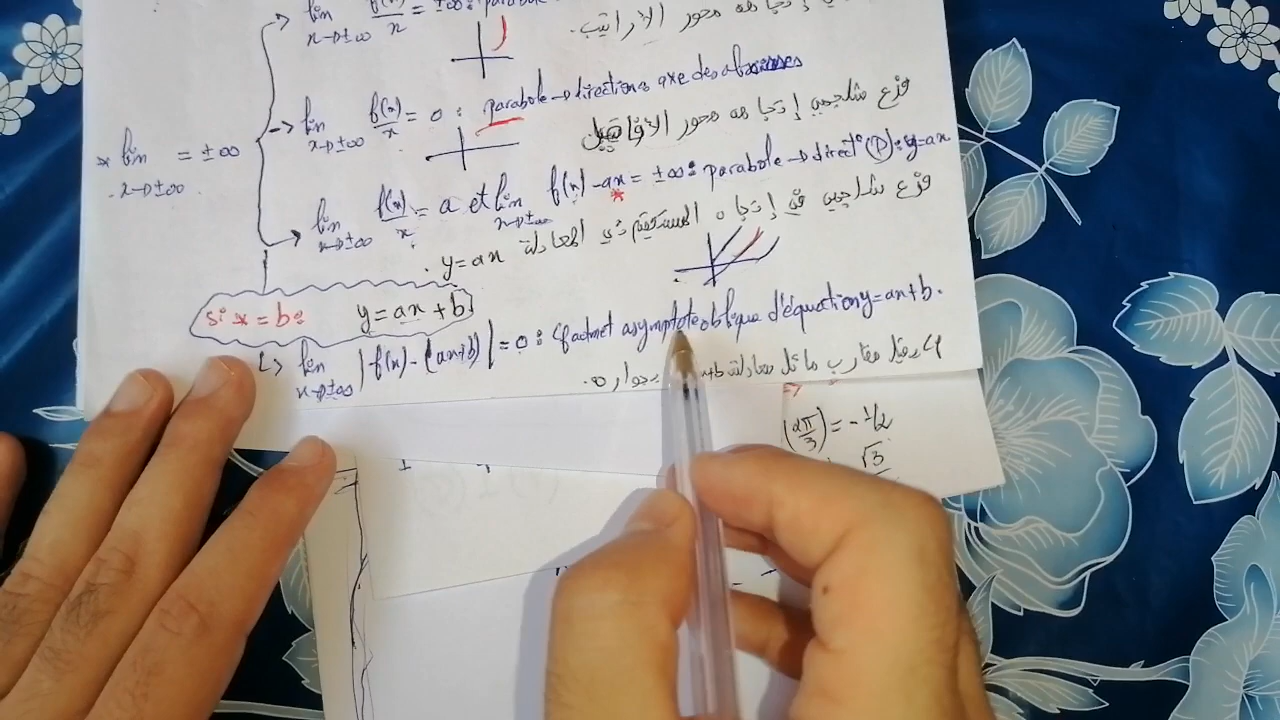 lim f(x)/x = ±∞ : parabole
x→±∞
محور الأراتيب.
→ lim f(x)/x = 0 : parabole → direction axe des abscisses
x→±∞
فرع شلجمي إتجاهه محور الأفاصيل
* lim = ±∞
x→±∞
→ lim f(x)/x = a et lim f(x) - ax = ±∞ : parabole → direct° (D): y=ax
x→±∞ x→±∞
فرع شلجمي في إتجاه المستقيم ذي المعادلة y=ax.
si * = b : y = ax + b
↳ lim |f(x) - (ax+b)| = 0 : Cf admet asymptote oblique d'équation y=ax+b.
x→±∞
مقارب مائل معادلته بجوار ∞.
(2π/3) = -1/2
√3